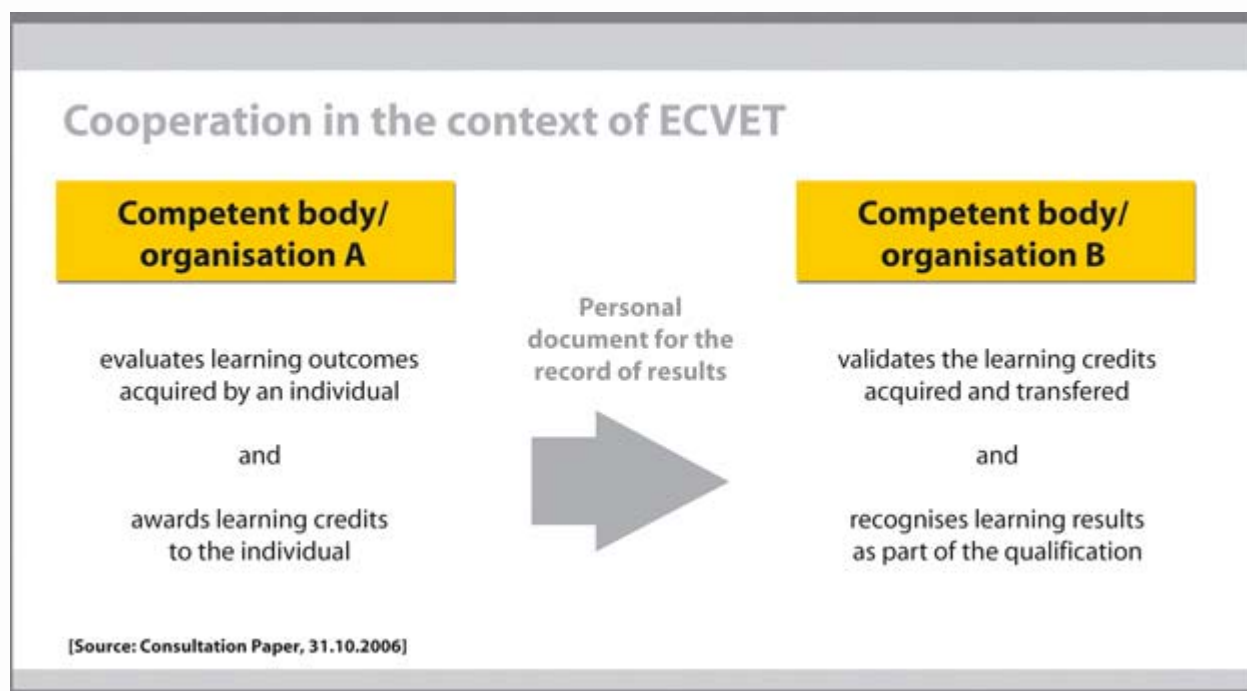 Cooperation in the context of ECVET
Competent body/
organisation A
evaluates learning outcomes
acquired by an individual
and
awards learning credits
to the individual
Personal
document for the
record of results
Competent body/
organisation B
validates the learning credits
acquired and transfered
and
recognises learning results
as part of the qualification
[Source: Consultation Paper, 31.10.2006]